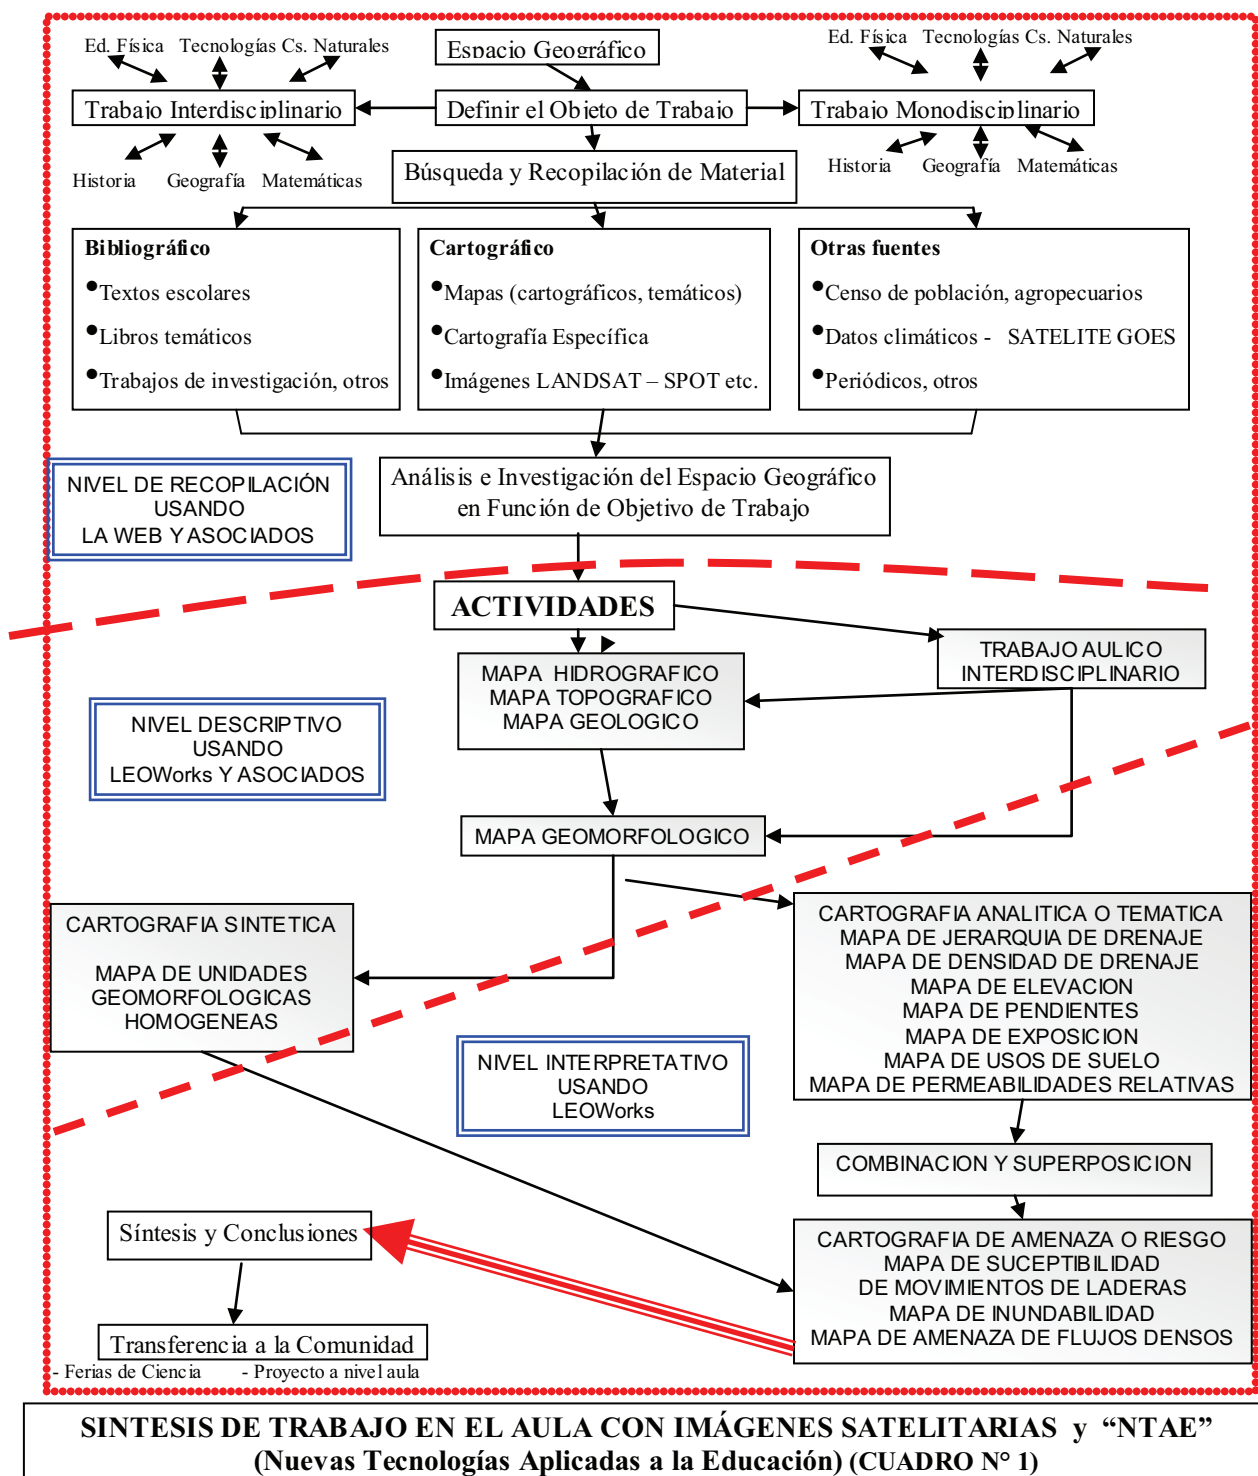 Ed. Física
Tecnologías Cs. Naturales
Espacio Geográfico
Ed. Física
Tecnologías Cs. Naturales
Trabajo Interdisciplinario
Definir el Objeto de Trabajo
Trabajo Monodisciplinario
Historia
Geografía
Matemáticas
Búsqueda y Recopilación de Material
Historia
Geografía
Matemáticas
Bibliográfico
•Textos escolares
•Libros temáticos
•Trabajos de investigación, otros
Cartográfico
•Mapas (cartográficos, temáticos)
•Cartografía Específica
•Imágenes LANDSAT – SPOT etc.
Otras fuentes
•Censo de población, agropecuarios
•Datos climáticos - SATELITE GOES
•Periódicos, otros
NIVEL DE RECOPILACIÓN
USANDO
LA WEB Y ASOCIADOS
Análisis e Investigación del Espacio Geográfico
en Función de Objetivo de Trabajo
ACTIVIDADES
TRABAJO AULICO
INTERDISCIPLINARIO
MAPA HIDROGRAFICO
MAPA TOPOGRAFICO
MAPA GEOLOGICO
NIVEL DESCRIPTIVO
USANDO
LEOWorks Y ASOCIADOS
MAPA GEOMORFOLOGICO
CARTOGRAFIA SINTETICA
MAPA DE UNIDADES
GEOMORFOLOGICAS
HOMOGENEAS
CARTOGRAFIA ANALITICA O TEMATICA
MAPA DE JERARQUIA DE DRENAJE
MAPA DE DENSIDAD DE DRENAJE
MAPA DE ELEVACION
MAPA DE PENDIENTES
MAPA DE EXPOSICION
MAPA DE USOS DE SUELO
MAPA DE PERMEABILIDADES RELATIVAS
NIVEL INTERPRETATIVO
USANDO
LEOWorks
COMBINACION Y SUPERPOSICION
Síntesis y Conclusiones
CARTOGRAFIA DE AMENAZA O RIESGO
MAPA DE SUCEPTIBILIDAD
DE MOVIMIENTOS DE LADERAS
MAPA DE INUNDABILIDAD
MAPA DE AMENAZA DE FLUJOS DENSOS
Transferencia a la Comunidad
- Ferias de Ciencia - Proyecto a nivel aula
SINTESIS DE TRABAJO EN EL AULA CON IMÁGENES SATELITARIAS y “NTAE”
(Nuevas Tecnologías Aplicadas a la Educación) (CUADRO N° 1)